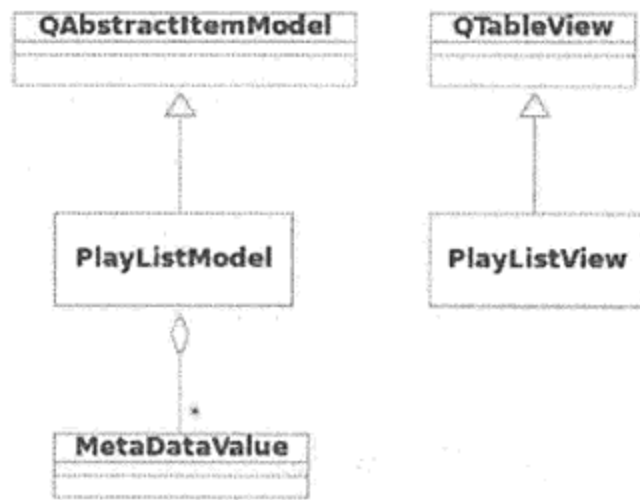 QAbstractItemModel
QTableView
PlayListModel
PlayListView
*
MetaDataValue